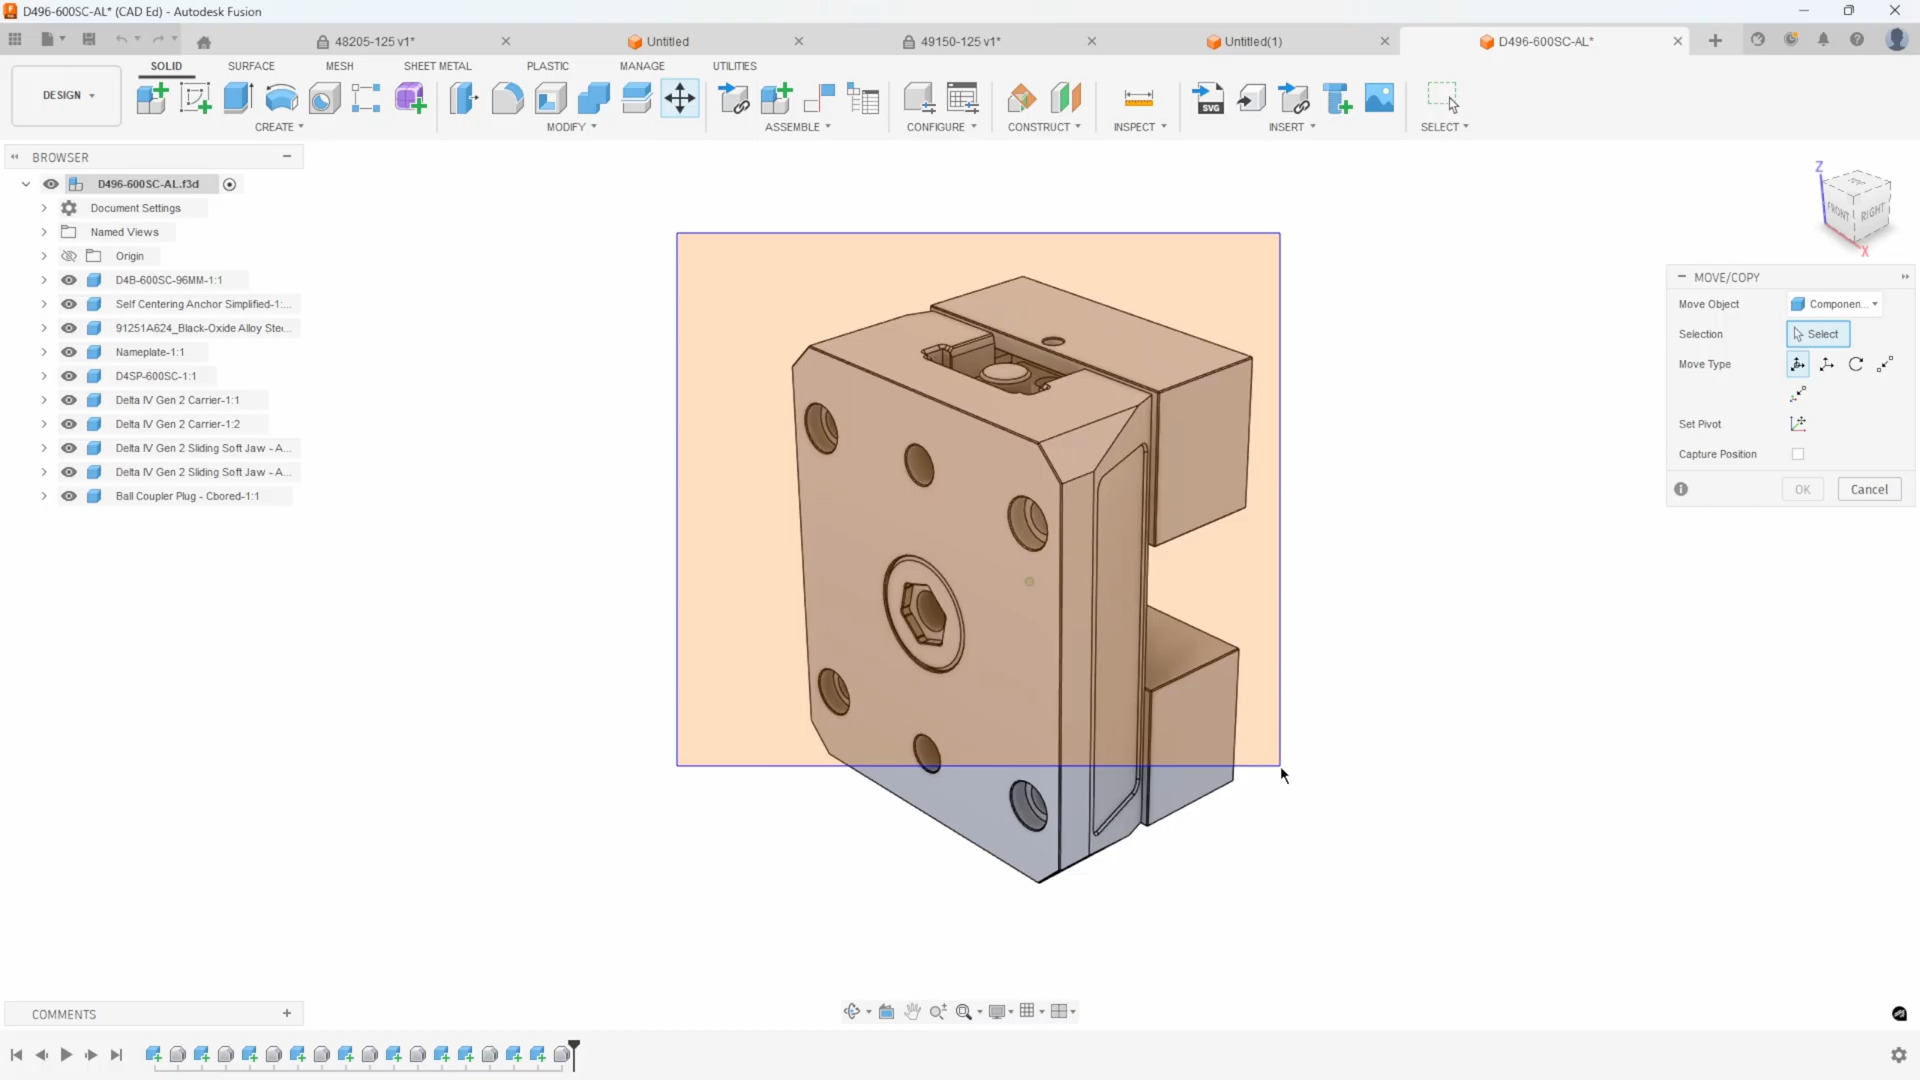 D496-600SC-AL* (CAD Ed) - Autodesk Fusion
48205-125 v1*
Untitled
49150-125 v1*
Untitled(1)
D496-600SC-AL*
SOLID
SURFACE
MESH
SHEET METAL
PLASTIC
MANAGE
UTILITIES
DESIGN
CREATE
MODIFY
ASSEMBLE
CONFIGURE
CONSTRUCT
INSPECT
SVG
INSERT
SELECT
BROWSER
D496-600SC-AL.f3d
Document Settings
Named Views
Origin
D4B-600SC-96MM-1:1
Self Centering Anchor Simplified-1:...
91251A624_Black-Oxide Alloy Stee...
Nameplate-1:1
D4SP-600SC-1:1
Delta IV Gen 2 Carrier-1:1
Delta IV Gen 2 Carrier-1:2
Delta IV Gen 2 Sliding Soft Jaw - A...
Delta IV Gen 2 Sliding Soft Jaw - A...
Ball Coupler Plug - Cbored-1:1
Z
TOP
FRONT
RIGHT
X
MOVE/COPY
Move Object
Componen...
Selection
Select
Move Type
Set Pivot
Capture Position
OK
Cancel
COMMENTS